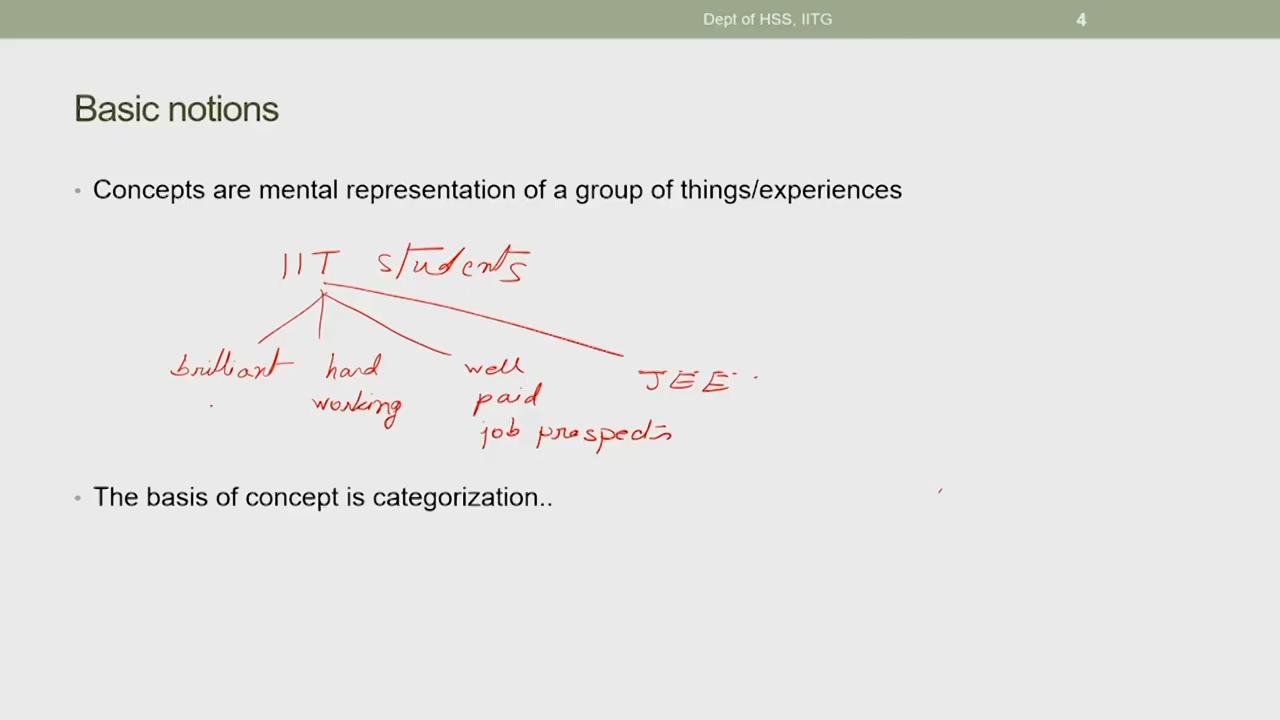 Dept of HSS, IITG 4
Basic notions
• Concepts are mental representation of a group of things/experiences
IIT students
brilliant hard well JEE
working paid
job prospects
• The basis of concept is categorization..